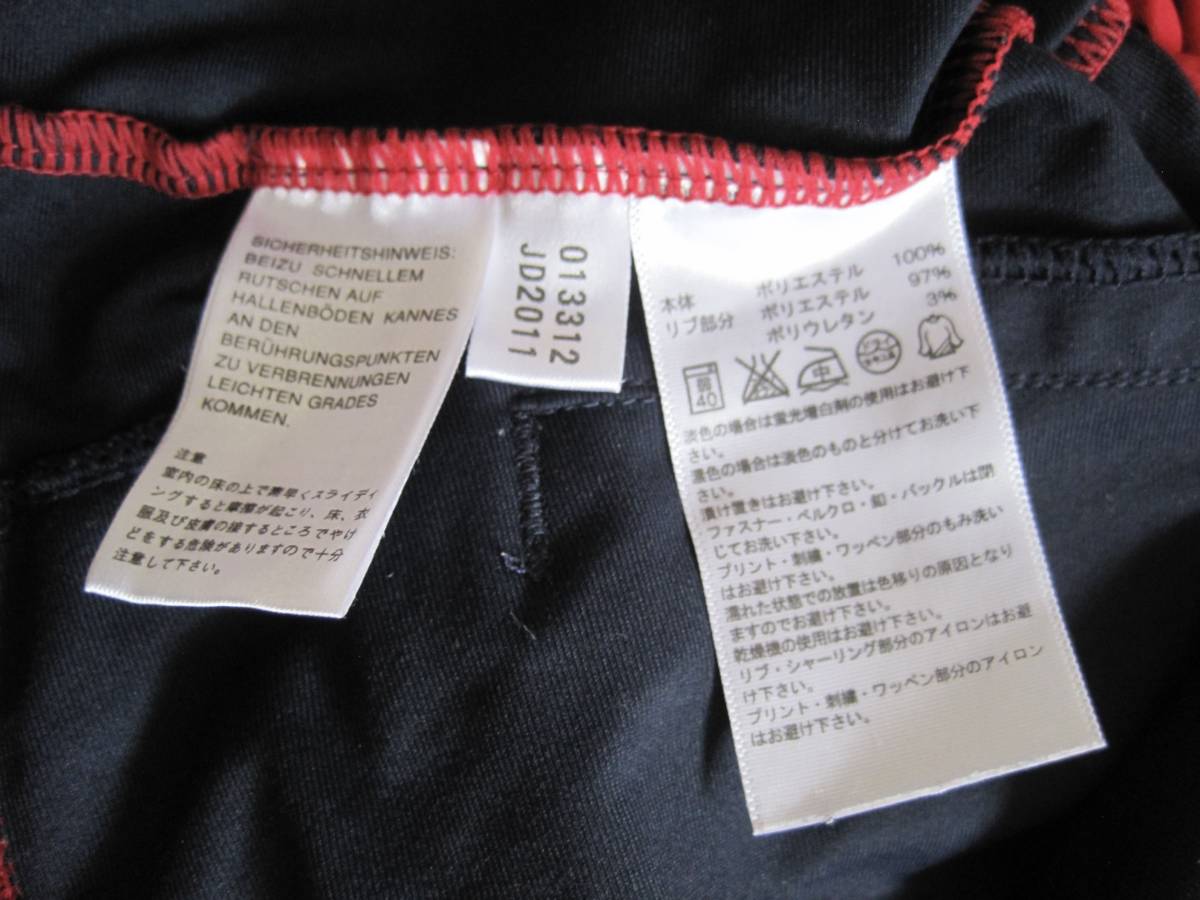 SICHERHEITSHINWEIS:
BEIZU SCHNELLEM
RUTSCHEN AUF
HALLENBÖDEN KANNES
AN DEN
BERÜHRUNGSPUNKTEN
ZU VERBRENNUNGEN
LEICHTEN GRADES
KOMMEN.
注意
室内の床の上で素早くスライディ
ングすると摩擦が起こり、床、衣
服及び皮膚の接するところでやけ
どをする危険がありますので十分
注意して下さい。
013312
JD2011
本体 ポリエステル 100%
リブ部分 ポリエステル 97%
ポリウレタン 3%
弱
40
中
淡色の場合は蛍光増白剤の使用はお避け下
さい。
濃色の場合は淡色のものと分けてお洗い下
さい。
漬け置きはお避け下さい。
ファスナー・ベルクロ・釦・バックルは閉
じてお洗い下さい。
プリント・刺繍・ワッペン部分のもみ洗い
はお避け下さい。
濡れた状態での放置は色移りの原因となり
ますのでお避け下さい。
乾燥機の使用はお避け下さい。
リブ・シャーリング部分のアイロンはお避
け下さい。
プリント・刺繍・ワッペン部分のアイロン
はお避け下さい。